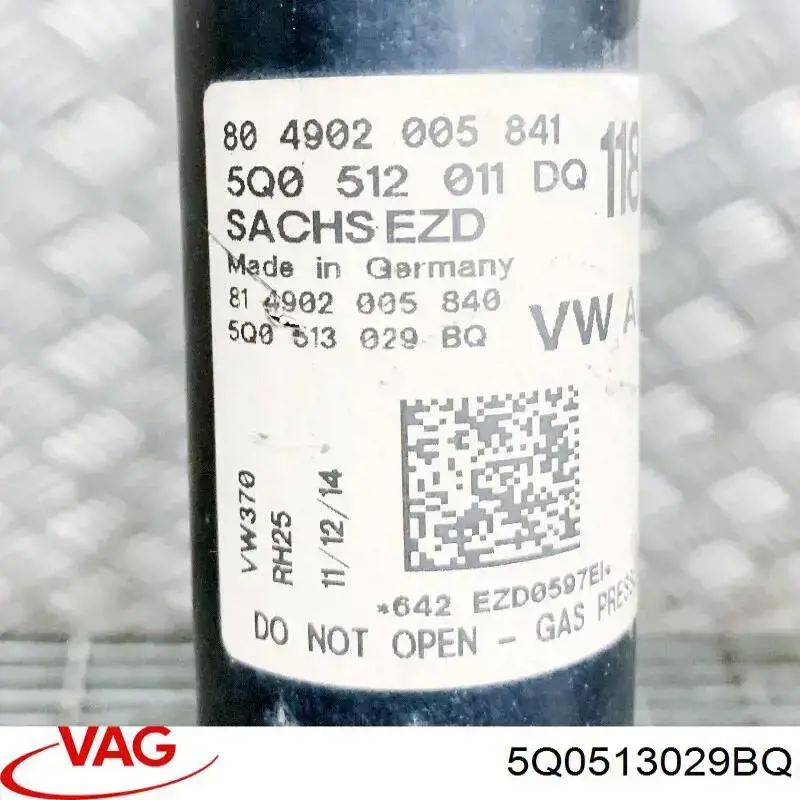 80 4902 005 841
5Q0 512 011 DQ
118
SACHS EZD
Made in Germany
81 4902 005 840
5Q0 513 029 BQ
VW A
VW370
RH25
11/12/14
*642 EZD0597EI*
DO NOT OPEN - GAS PRESS
VAG
5Q0513029BQ